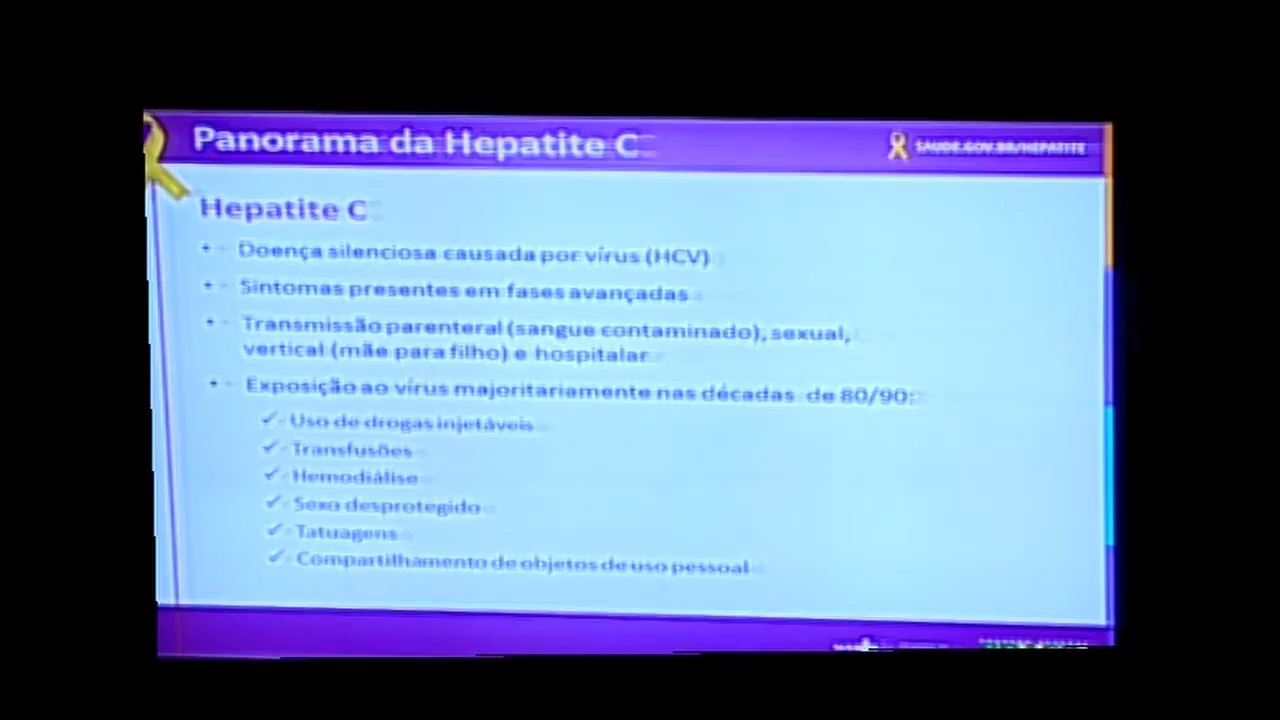 Panorama da Hepatite C
SAUDE.GOV.BR/HEPATITE
Hepatite C
• Doença silenciosa causada por vírus (HCV)
• Sintomas presentes em fases avançadas
• Transmissão parenteral (sangue contaminado), sexual,
vertical (mãe para filho) e hospitalar
• Exposição ao vírus majoritariamente nas décadas de 80/90:
✓ Uso de drogas injetáveis
✓ Transfusões
✓ Hemodiálise
✓ Sexo desprotegido
✓ Tatuagens
✓ Compartilhamento de objetos de uso pessoal